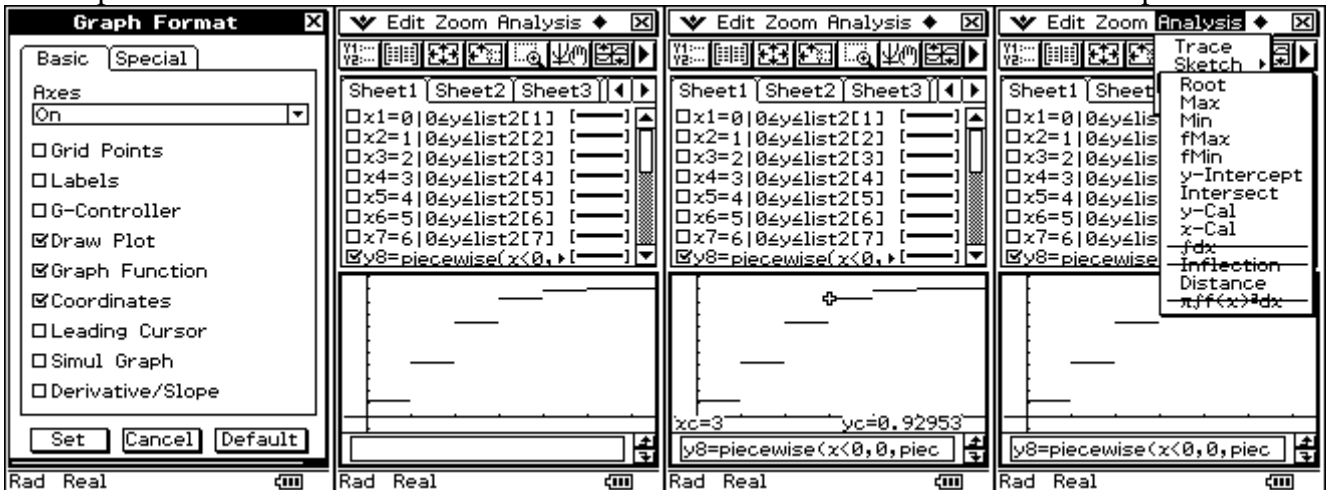 Graph Format
Basic Special
Axes
On
Grid Points
Labels
G-Controller
Draw Plot
Graph Function
Coordinates
Leading Cursor
Simul Graph
Derivative/Slope
Set Cancel Default
Rad Real
Edit Zoom Analysis
Sheet1 Sheet2 Sheet3
x1=0|0≤y≤list2[1]
x2=1|0≤y≤list2[2]
x3=2|0≤y≤list2[3]
x4=3|0≤y≤list2[4]
x5=4|0≤y≤list2[5]
x6=5|0≤y≤list2[6]
x7=6|0≤y≤list2[7]
y8=piecewise(x<0,
Rad Real
Edit Zoom Analysis
Sheet1 Sheet2 Sheet3
x1=0|0≤y≤list2[1]
x2=1|0≤y≤list2[2]
x3=2|0≤y≤list2[3]
x4=3|0≤y≤list2[4]
x5=4|0≤y≤list2[5]
x6=5|0≤y≤list2[6]
x7=6|0≤y≤list2[7]
y8=piecewise(x<0,
xc=3 yc=0.92953
y8=piecewise(x<0,0,piec
Rad Real
Edit Zoom Analysis
Trace
Sketch
Root
Max
Min
fMax
fMin
y-Intercept
Intersect
y-Cal
x-Cal
∫dx
Inflection
Distance
π∫f(x)²dx
Sheet1 Sheet
x1=0|0≤y≤lis
x2=1|0≤y≤lis
x3=2|0≤y≤lis
x4=3|0≤y≤lis
x5=4|0≤y≤lis
x6=5|0≤y≤lis
x7=6|0≤y≤lis
y8=piecewise
y8=piecewise(x<0,0,piec
Rad Real